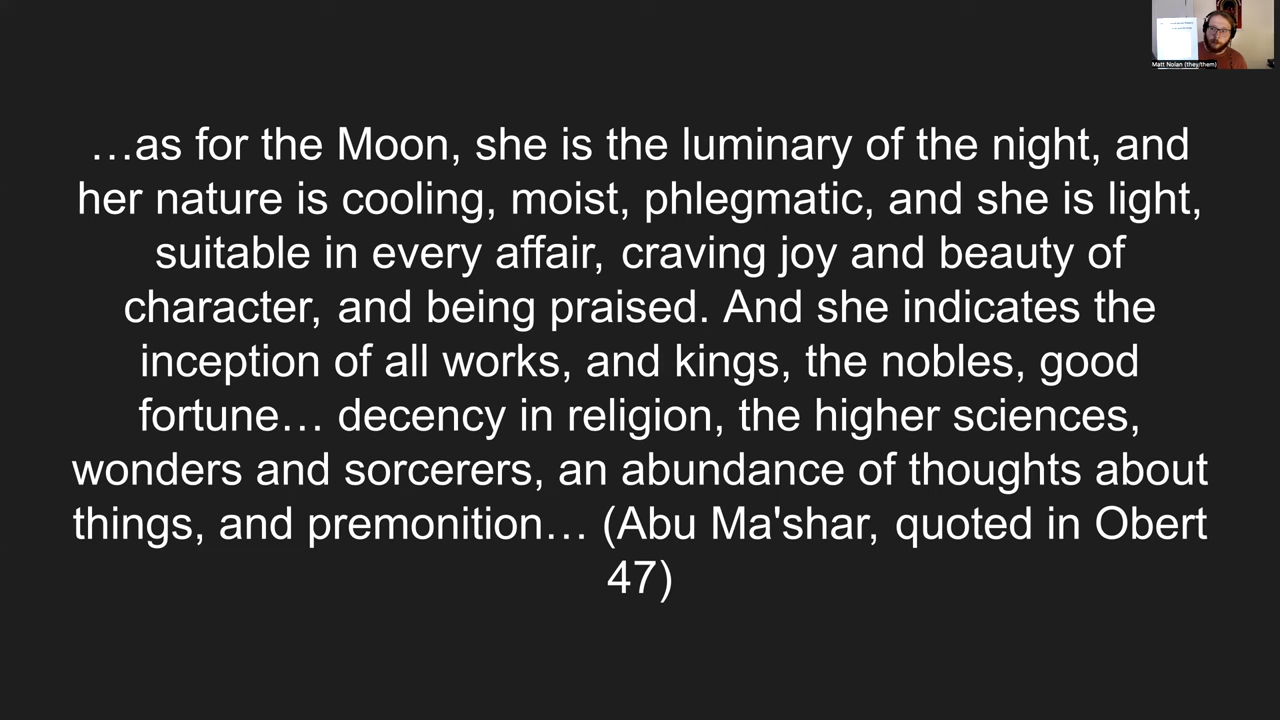 Matt Nolan (they/them)
…as for the Moon, she is the luminary of the night, and
her nature is cooling, moist, phlegmatic, and she is light,
suitable in every affair, craving joy and beauty of
character, and being praised. And she indicates the
inception of all works, and kings, the nobles, good
fortune… decency in religion, the higher sciences,
wonders and sorcerers, an abundance of thoughts about
things, and premonition… (Abu Ma'shar, quoted in Obert
47)